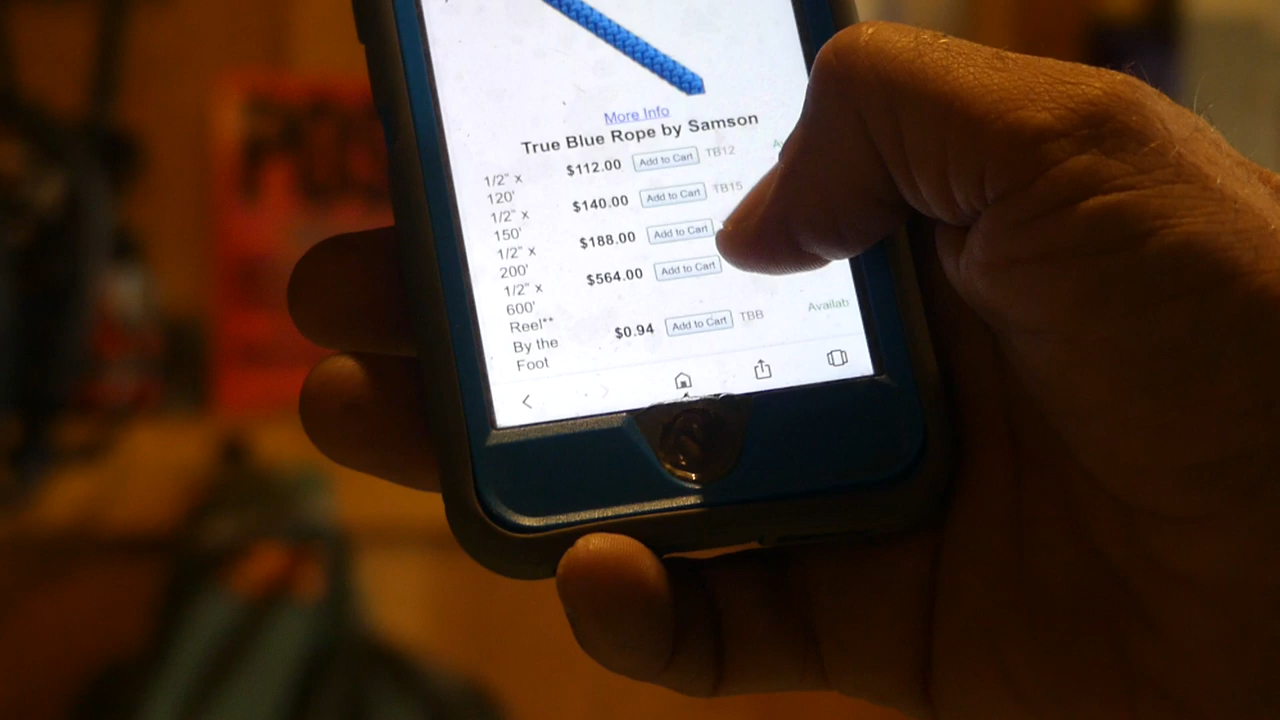 More Info
True Blue Rope by Samson
1/2" x 120' $112.00 Add to Cart TB12
1/2" x 150' $140.00 Add to Cart TB15
1/2" x 200' $188.00 Add to Cart
1/2" x 600' Reel** $564.00 Add to Cart
By the Foot $0.94 Add to Cart TBB Availab